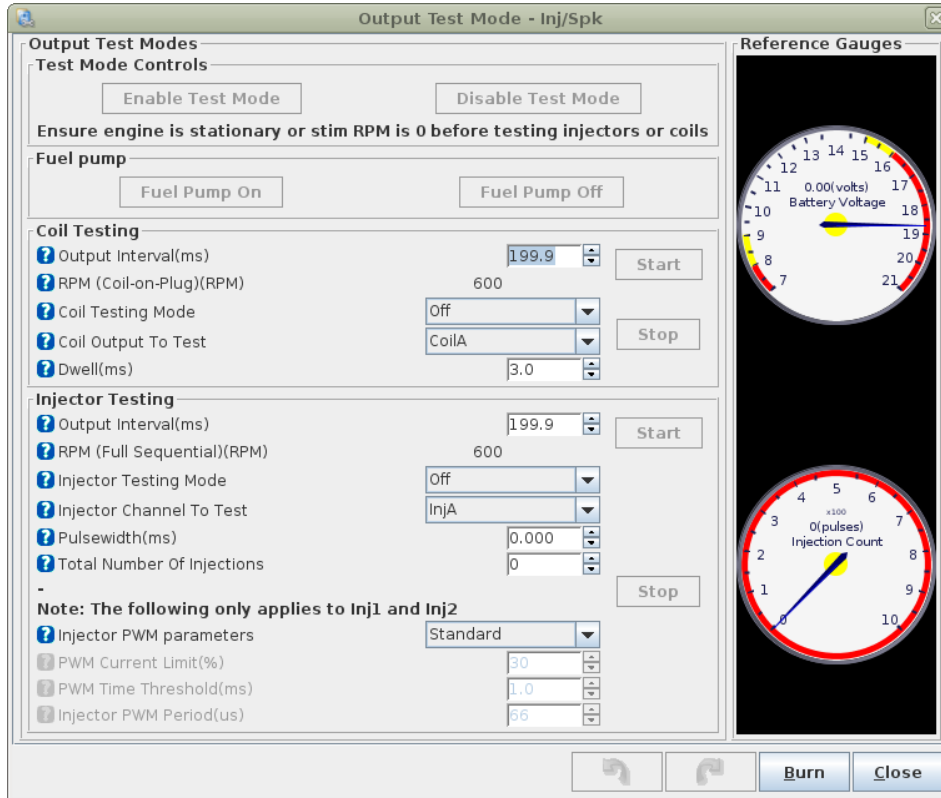 Output Test Mode - Inj/Spk
Output Test Modes
Test Mode Controls
Enable Test Mode Disable Test Mode
Ensure engine is stationary or stim RPM is 0 before testing injectors or coils
Fuel pump
Fuel Pump On Fuel Pump Off
Coil Testing
Output Interval(ms) 199.9 Start
RPM (Coil-on-Plug)(RPM) 600
Coil Testing Mode Off
Coil Output To Test CoilA Stop
Dwell(ms) 3.0
Injector Testing
Output Interval(ms) 199.9 Start
RPM (Full Sequential)(RPM) 600
Injector Testing Mode Off
Injector Channel To Test InjA
Pulsewidth(ms) 0.000
Total Number Of Injections 0
- Stop
Note: The following only applies to Inj1 and Inj2
Injector PWM parameters Standard
PWM Current Limit(%) 30
PWM Time Threshold(ms) 1.0
Injector PWM Period(us) 66
Reference Gauges
7 8 9 10 11 12 13 14 15 16 17 18 19 20 21
0.00(volts)
Battery Voltage
0 1 2 3 4 5 6 7 8 9 10
x100
0(pulses)
Injection Count
Burn Close